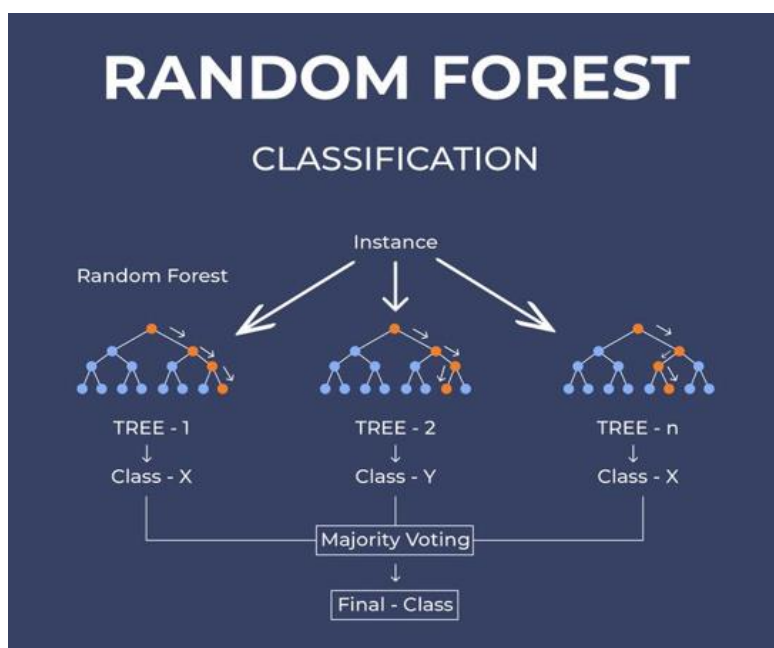 RANDOM FOREST
CLASSIFICATION
Instance
Random Forest
TREE - 1
TREE - 2
TREE - n
Class - X
Class - Y
Class - X
Majority Voting
Final - Class